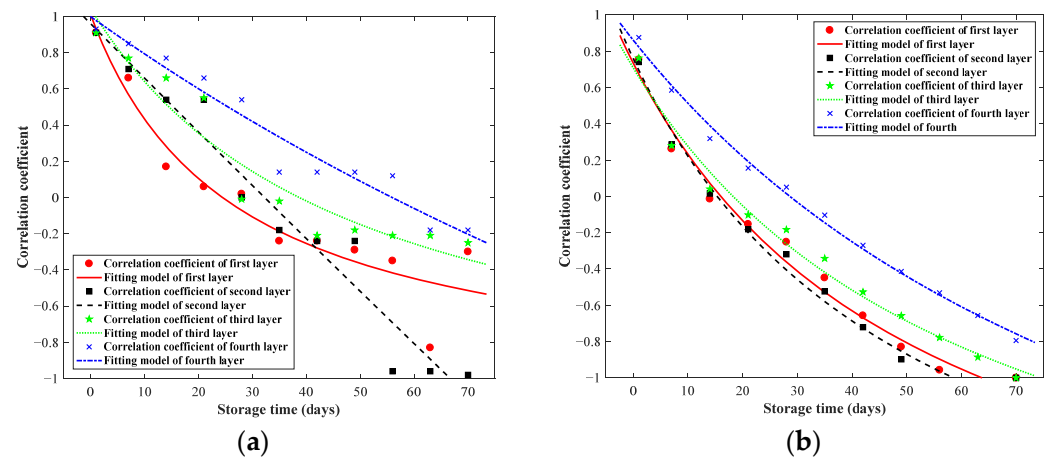 1
0.8
0.6
0.4
0.2
0
−0.2
−0.4
−0.6
−0.8
−1
Correlation coefficient
0 10 20 30 40 50 60 70
Storage time (days)
Correlation coefficient of first layer
Fitting model of first layer
Correlation coefficient of second layer
Fitting model of second layer
Correlation coefficient of third layer
Fitting model of third layer
Correlation coefficient of fourth layer
Fitting model of fourth layer
(a)
1
0.8
0.6
0.4
0.2
0
−0.2
−0.4
−0.6
−0.8
−1
Correlation coefficient
0 10 20 30 40 50 60 70
Storage time (days)
Correlation coefficient of first layer
Fitting model of first layer
Correlation coefficient of second layer
Fitting model of second layer
Correlation coefficient of third layer
Fitting model of third layer
Correlation coefficient of fourth layer
Fitting model of fourth
(b)